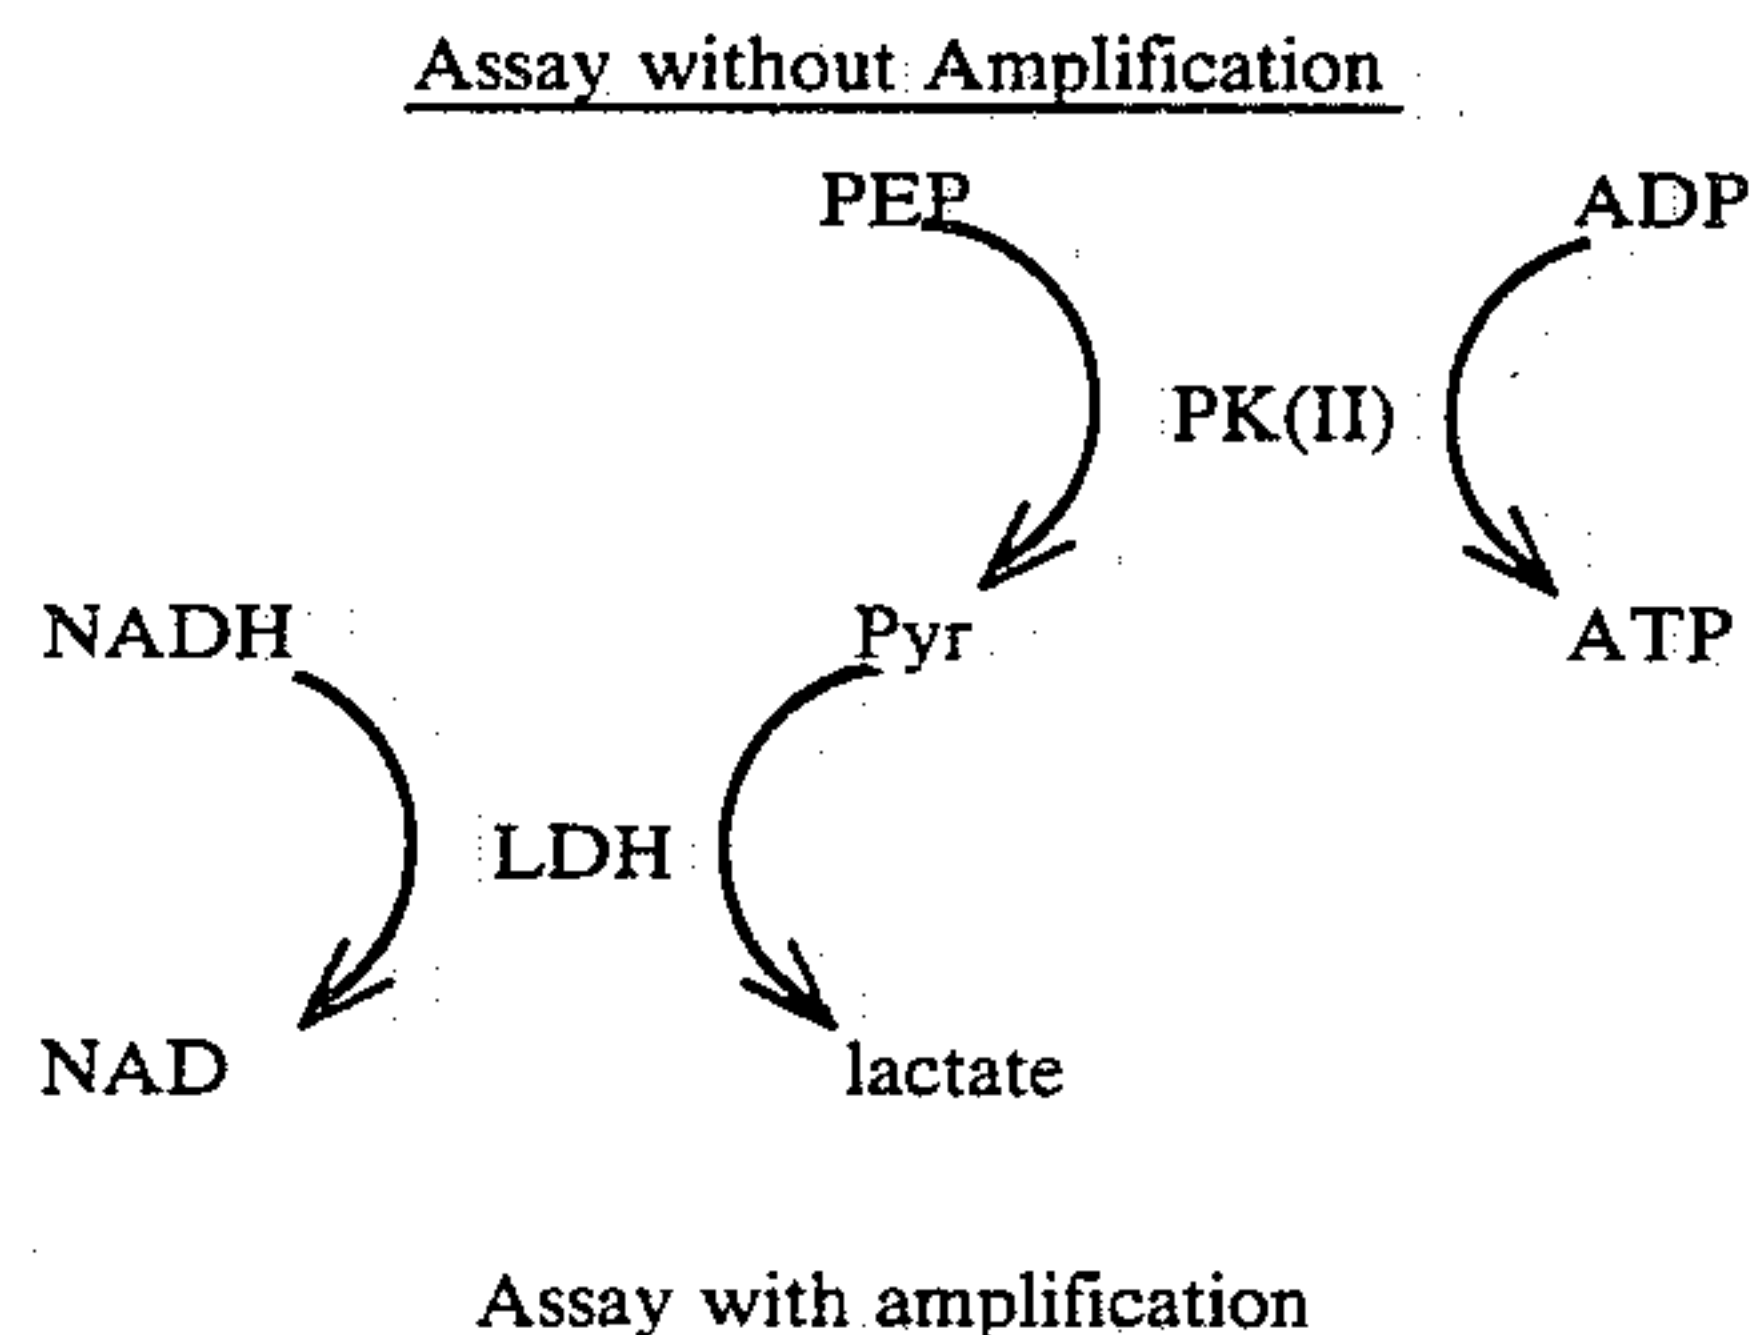 Assay without Amplification
PEP ADP
PK(II)
NADH Pyr ATP
LDH
NAD lactate
Assay with amplification